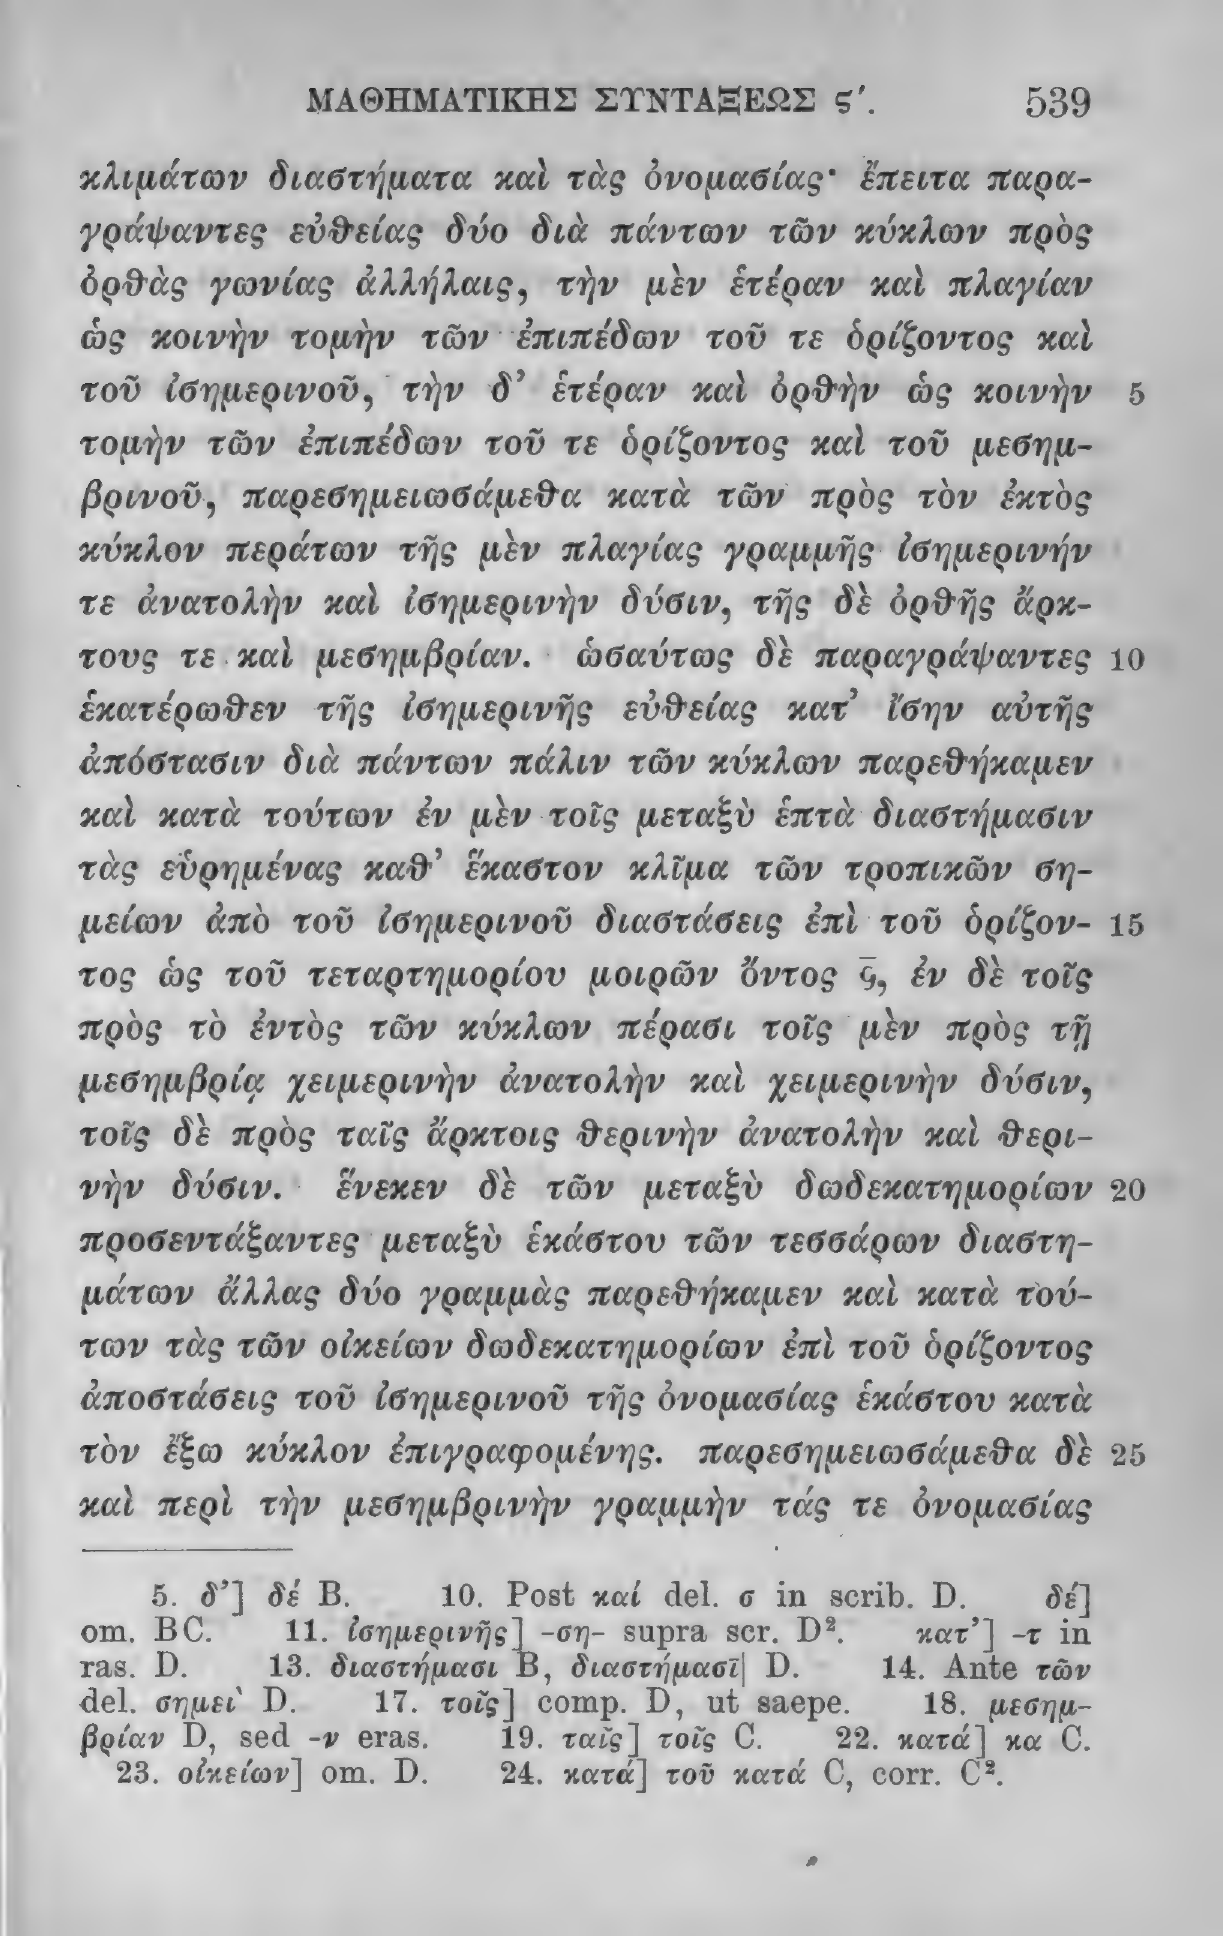 ΜΑΘΗΜΑΤΙΚΗΣ ΣΥΝΤΑΞΕΩΣ ϛ′. 539
κλιμάτων διαστήματα καὶ τὰς ὀνομασίας· ἔπειτα παρα-
γράψαντες εὐθείας δύο διὰ πάντων τῶν κύκλων πρὸς
ὀρθὰς γωνίας ἀλλήλαις, τὴν μὲν ἑτέραν καὶ πλαγίαν
ὡς κοινὴν τομὴν τῶν ἐπιπέδων τοῦ τε ὁρίζοντος καὶ
τοῦ ἰσημερινοῦ, τὴν δ’ ἑτέραν καὶ ὀρθὴν ὡς κοινὴν 5
τομὴν τῶν ἐπιπέδων τοῦ τε ὁρίζοντος καὶ τοῦ μεσημ-
βρινοῦ, παρεσημειωσάμεθα κατὰ τῶν πρὸς τὸν ἐκτὸς
κύκλον περάτων τῆς μὲν πλαγίας γραμμῆς ἰσημερινήν
τε ἀνατολὴν καὶ ἰσημερινὴν δύσιν, τῆς δὲ ὀρθῆς ἄρκ-
τους τε καὶ μεσημβρίαν. ὡσαύτως δὲ παραγράψαντες 10
ἑκατέρωθεν τῆς ἰσημερινῆς εὐθείας κατ’ ἴσην αὐτῆς
ἀπόστασιν διὰ πάντων πάλιν τῶν κύκλων παρεθήκαμεν
καὶ κατὰ τούτων ἐν μὲν τοῖς μεταξὺ ἑπτὰ διαστήμασιν
τὰς εὑρημένας καθ’ ἕκαστον κλῖμα τῶν τροπικῶν ση-
μείων ἀπὸ τοῦ ἰσημερινοῦ διαστάσεις ἐπὶ τοῦ ὁρίζον- 15
τος ὡς τοῦ τεταρτημορίου μοιρῶν ὄντος ϟ̅, ἐν δὲ τοῖς
πρὸς τὸ ἐντὸς τῶν κύκλων πέρασι τοῖς μὲν πρὸς τῇ
μεσημβρίᾳ χειμερινὴν ἀνατολὴν καὶ χειμερινὴν δύσιν,
τοῖς δὲ πρὸς ταῖς ἄρκτοις θερινὴν ἀνατολὴν καὶ θερι-
νὴν δύσιν. ἕνεκεν δὲ τῶν μεταξὺ δωδεκατημορίων 20
προσεντάξαντες μεταξὺ ἑκάστου τῶν τεσσάρων διαστη-
μάτων ἄλλας δύο γραμμὰς παρεθήκαμεν καὶ κατὰ τού-
των τὰς τῶν οἰκείων δωδεκατημορίων ἐπὶ τοῦ ὁρίζοντος
ἀποστάσεις τοῦ ἰσημερινοῦ τῆς ὀνομασίας ἑκάστου κατὰ
τὸν ἔξω κύκλον ἐπιγραφομένης. παρεσημειωσάμεθα δὲ 25
καὶ περὶ τὴν μεσημβρινὴν γραμμὴν τάς τε ὀνομασίας
5. δ’] δέ B. 10. Post καί del. σ in scrib. D. δέ]
om. BC. 11. ἰσημερινῆς] -ση- supra scr. D². κατ’] -τ in
ras. D. 13. διαστήμασι B, διαστήμασῑ| D. 14. Ante τῶν
del. σημει` D. 17. τοῖς] comp. D, ut saepe. 18. μεσημ-
βρίαν D, sed -ν eras. 19. ταῖς] τοῖς C. 22. κατά] κα C.
23. οἰκείων] om. D. 24. κατά] τοῦ κατά C, corr. C².